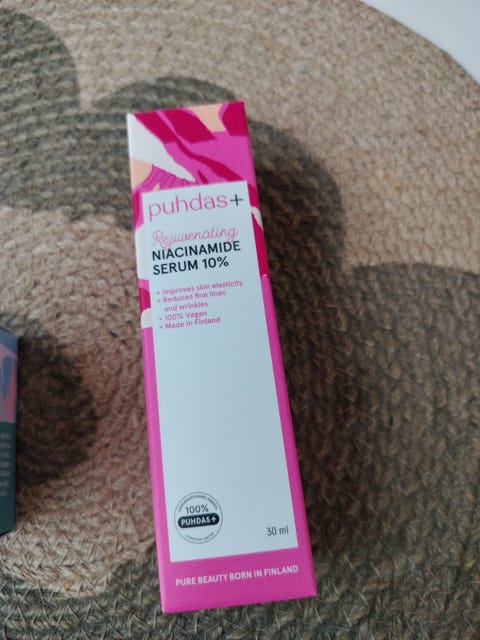 puhdas+
Rejuvenating
NIACINAMIDE
SERUM 10%
+ Improves skin elasticity
+ Reduces fine lines
and wrinkles
+ 100% Vegan
+ Made in Finland
100%
PUHDAS+
30 ml
PURE BEAUTY BORN IN FINLAND